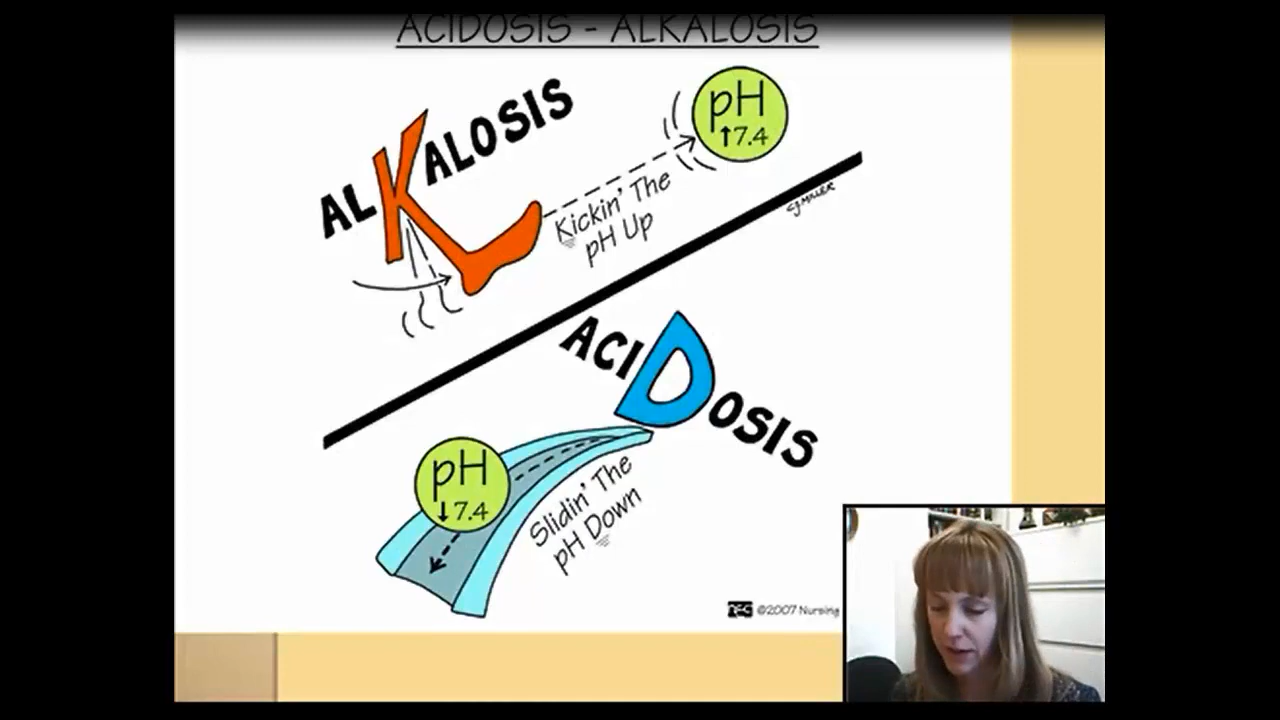 ACIDOSIS - ALKALOSIS
ALKALOSIS
pH
↑7.4
Kickin' The
pH Up
C.J. MILLER
ACIDOSIS
pH
↓7.4
Slidin' The
pH Down
©2007 Nursing